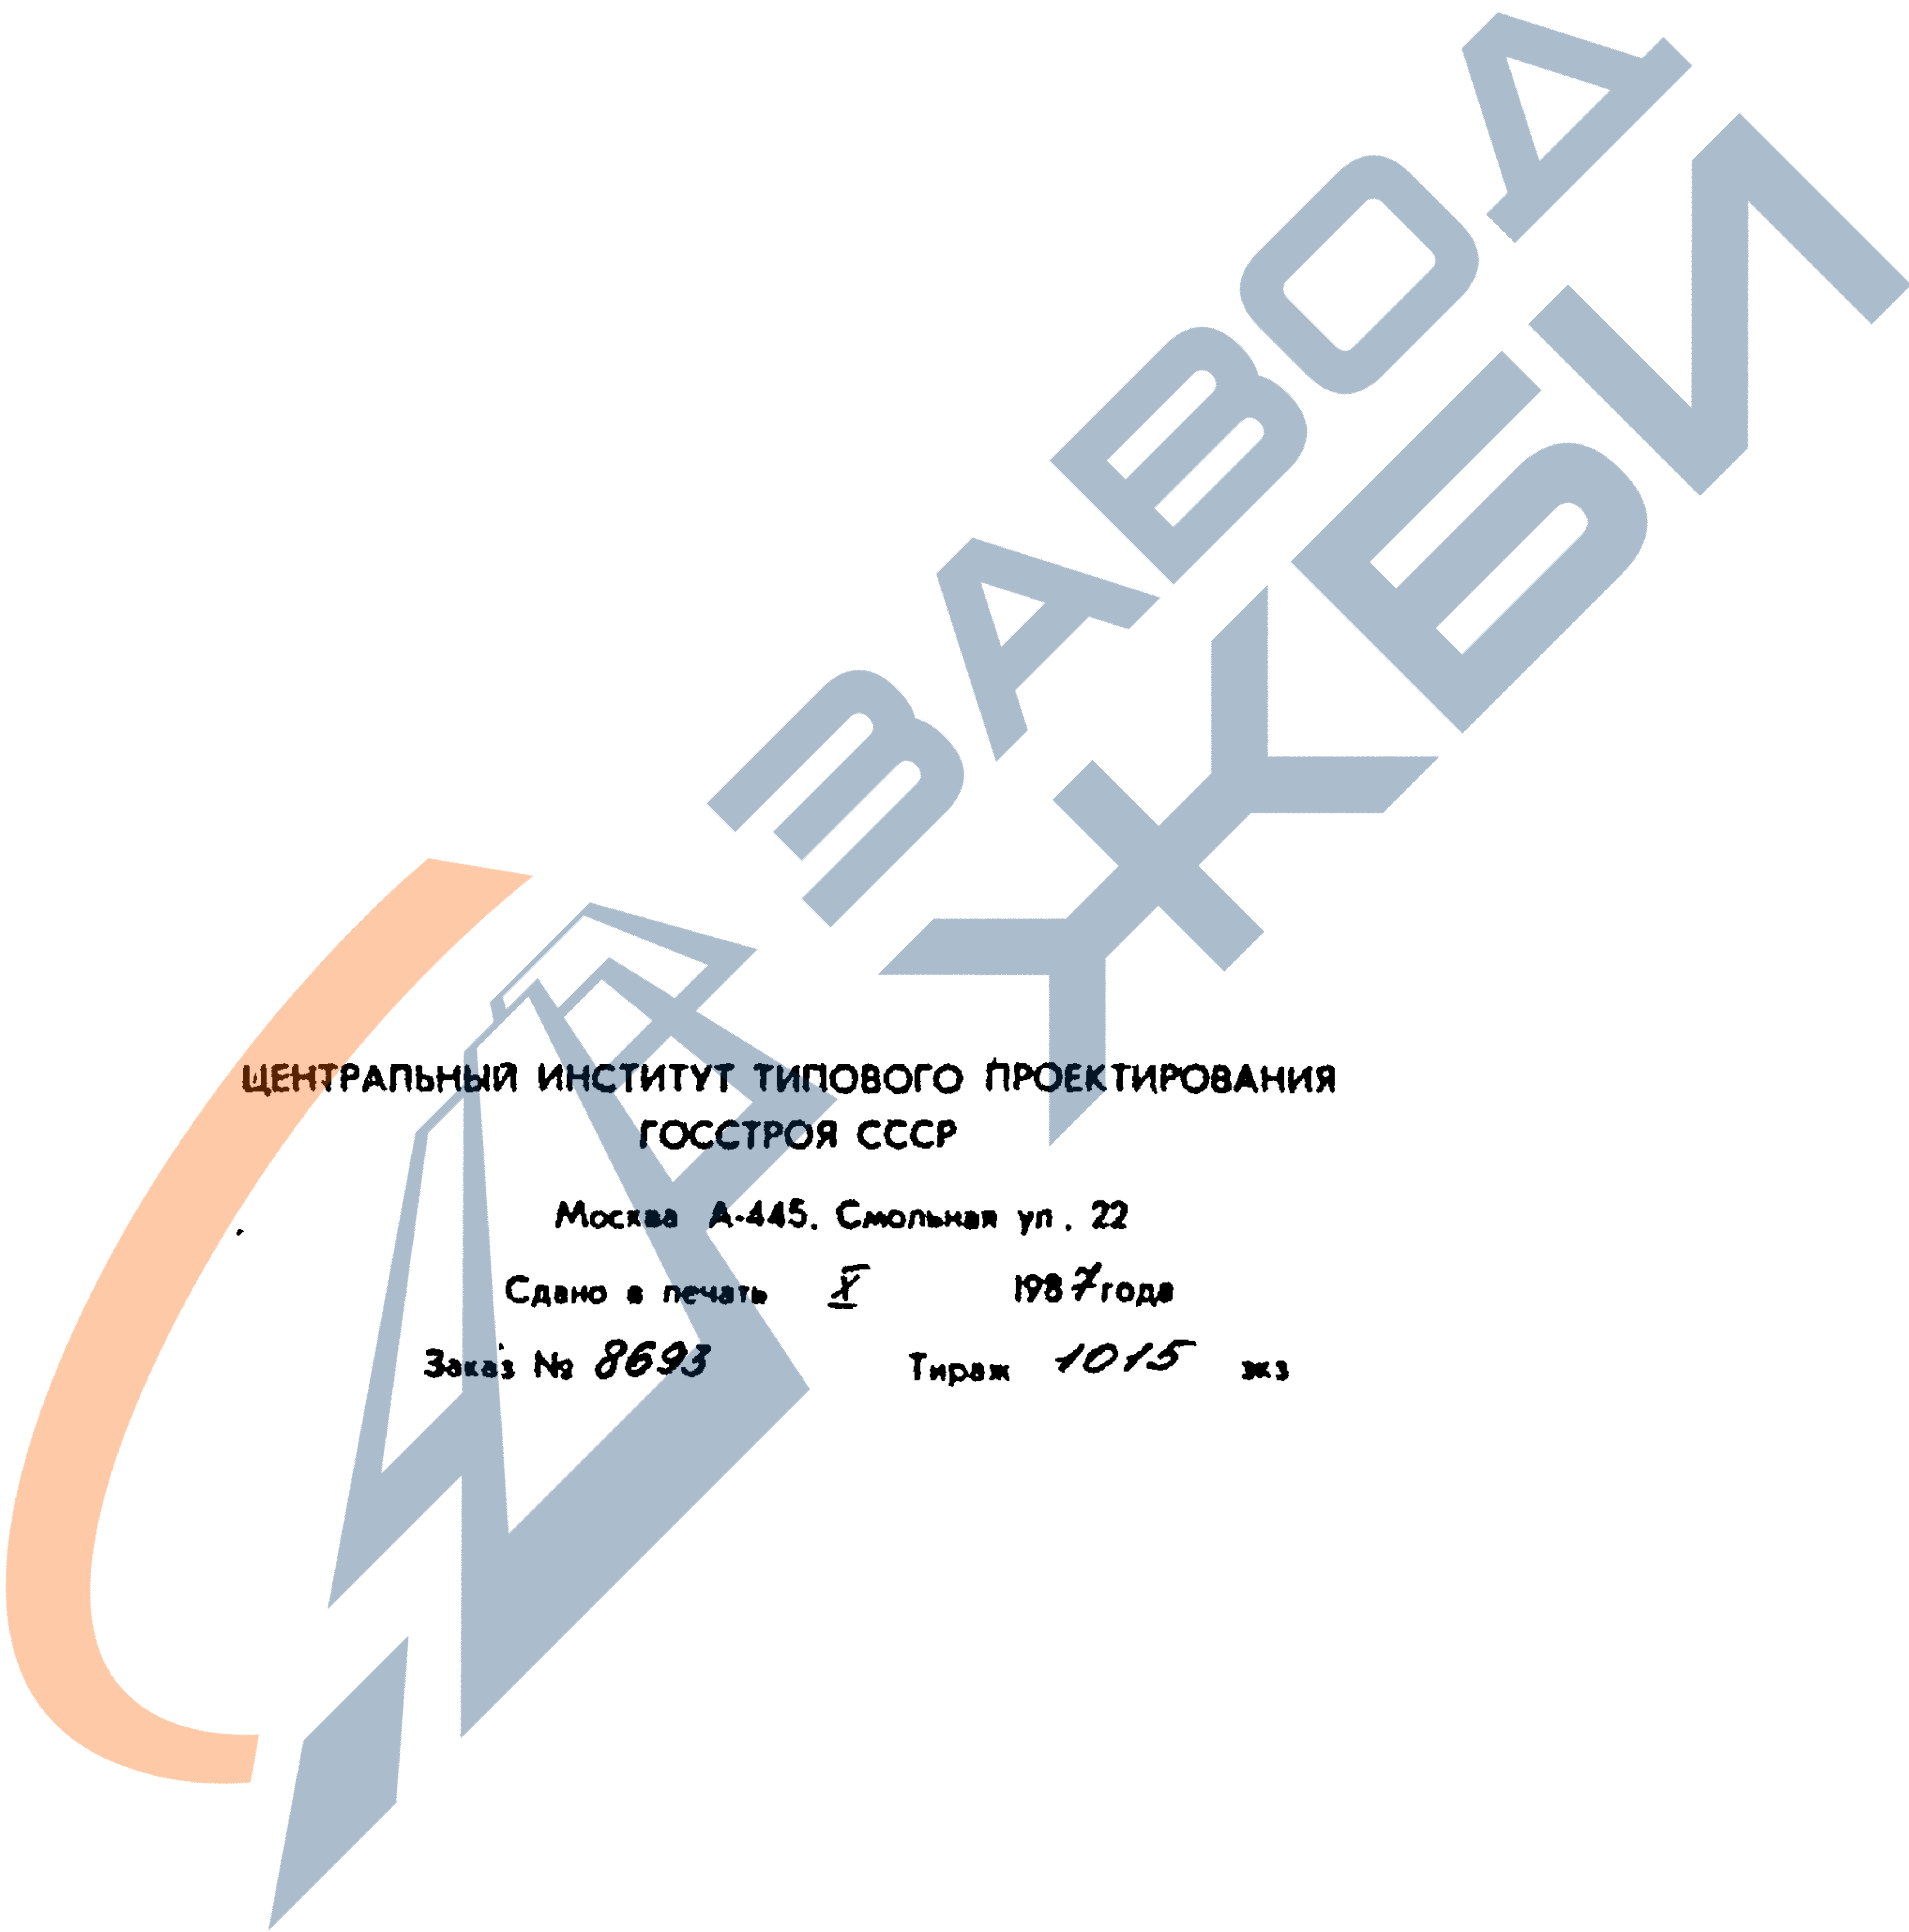 ЗАВОД
ЖБИ
ЦЕНТРАЛЬНЫЙ ИНСТИТУТ ТИПОВОГО ПРОЕКТИРОВАНИЯ
ГОССТРОЯ СССР
Москва А-445. Смольная ул. 22
Сдано в печать X 1987 года
Заказ № 8693 Тираж 1015 экз